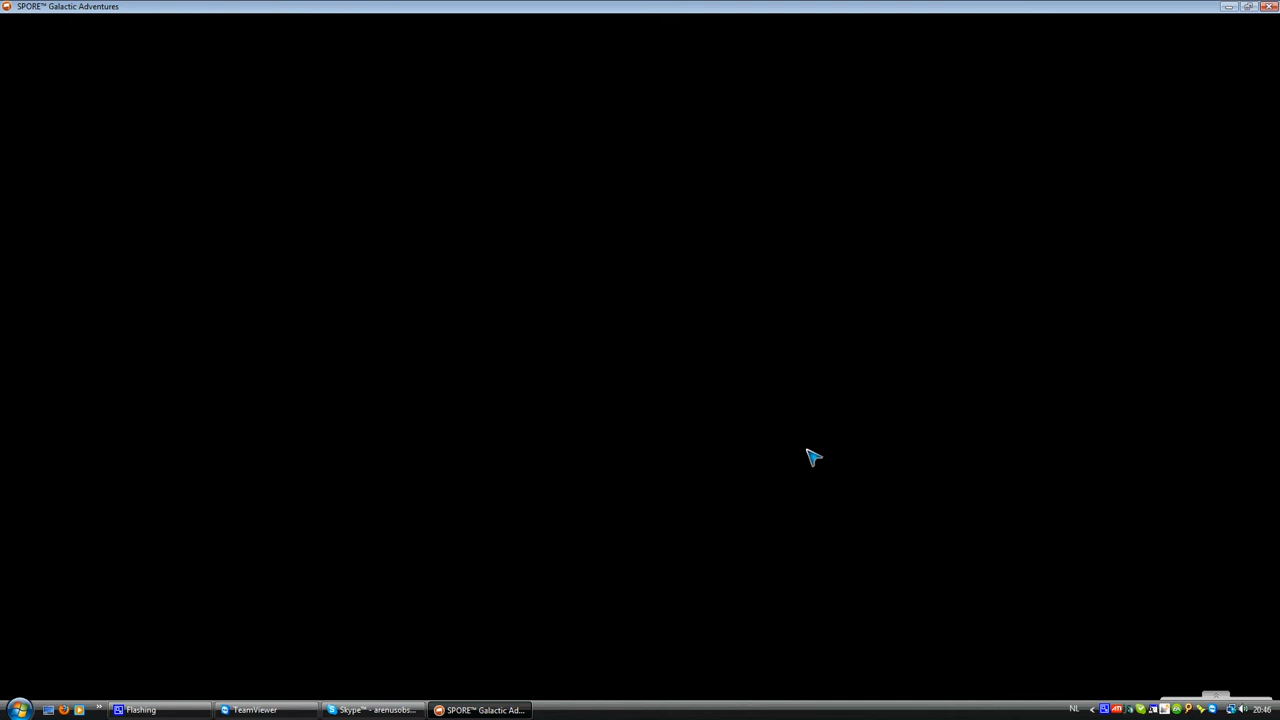 SPORE™ Galactic Adventures
Flashing
TeamViewer
Skype™ - arenusobs...
SPORE™ Galactic Ad...
NL
20:46